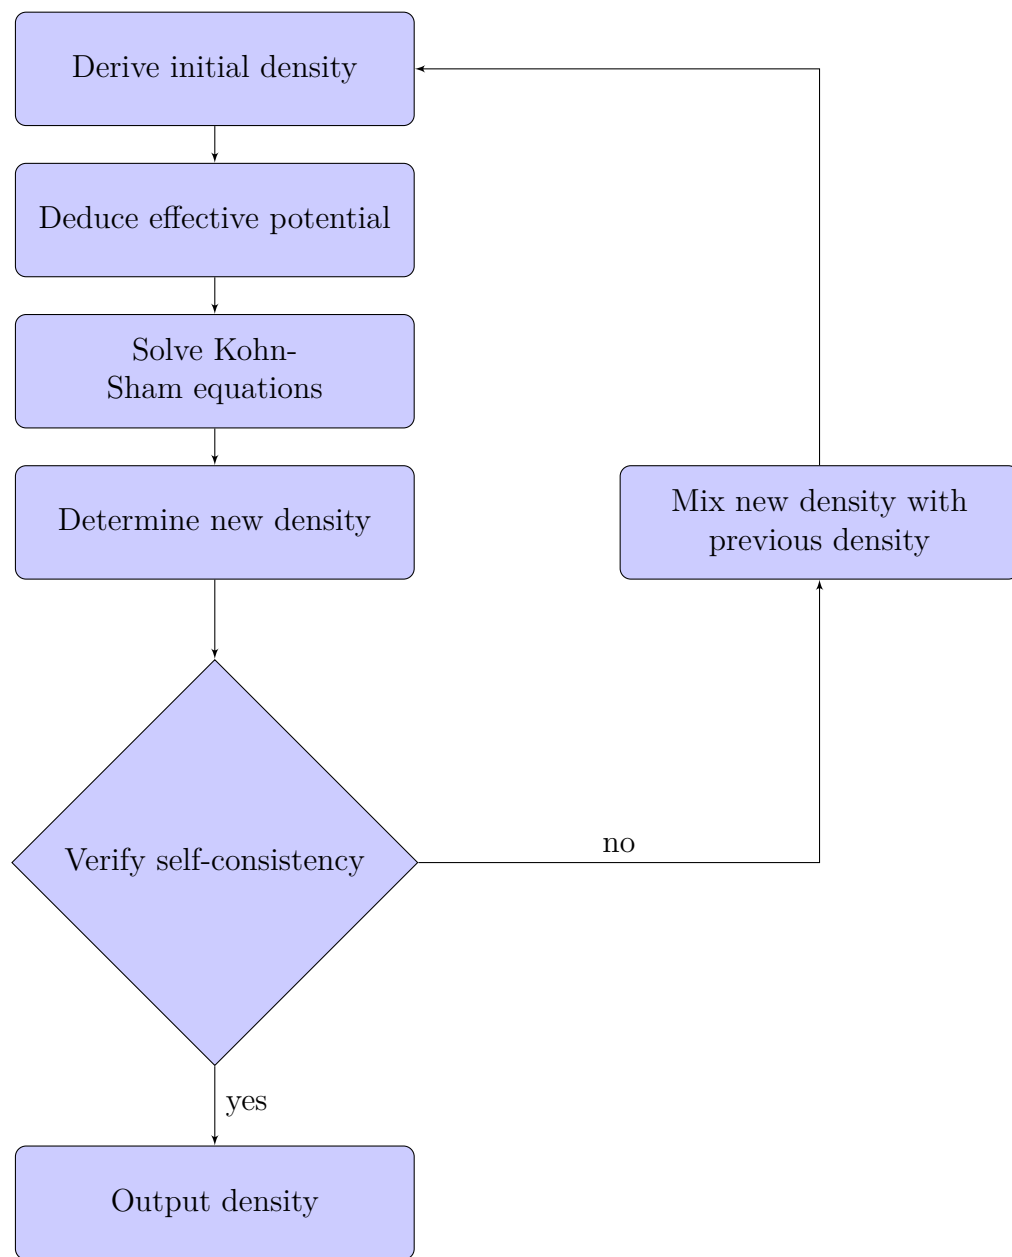 Derive initial density
Deduce effective potential
Solve Kohn-
Sham equations
Determine new density
Mix new density with
previous density
Verify self-consistency
no
yes
Output density